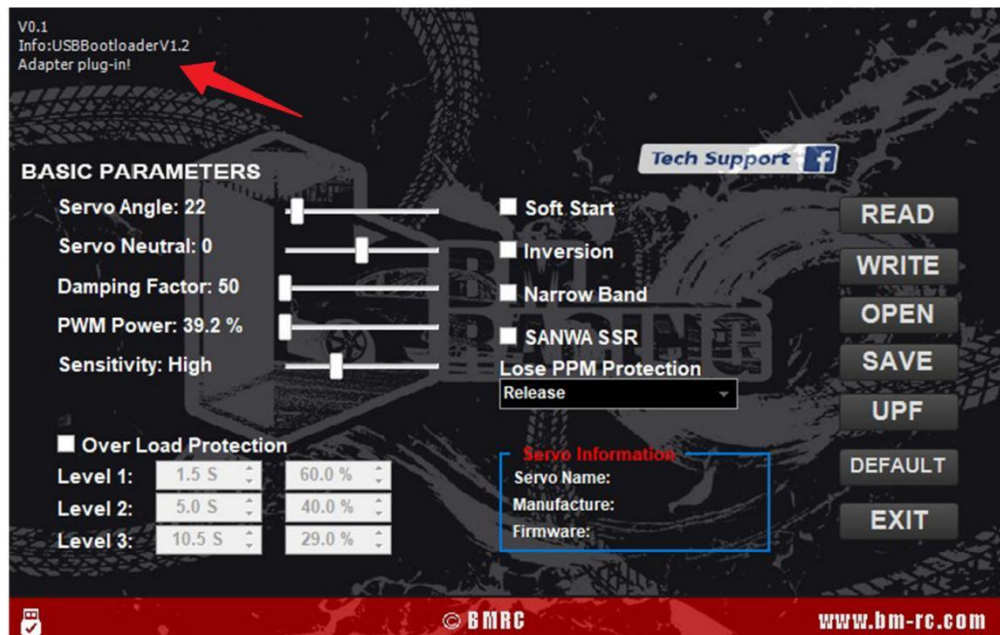 V0.1
Info:USBBootloaderV1.2
Adapter plug-in!
Tech Support f
BASIC PARAMETERS
Servo Angle: 22
Servo Neutral: 0
Damping Factor: 50
PWM Power: 39.2 %
Sensitivity: High
Soft Start
Inversion
Narrow Band
SANWA SSR
Lose PPM Protection
Release
READ
WRITE
OPEN
SAVE
UPF
DEFAULT
EXIT
Over Load Protection
Level 1: 1.5 S 60.0 %
Level 2: 5.0 S 40.0 %
Level 3: 10.5 S 29.0 %
Servo Information
Servo Name:
Manufacture:
Firmware:
BM
RACING
© BMRC
www.bm-rc.com